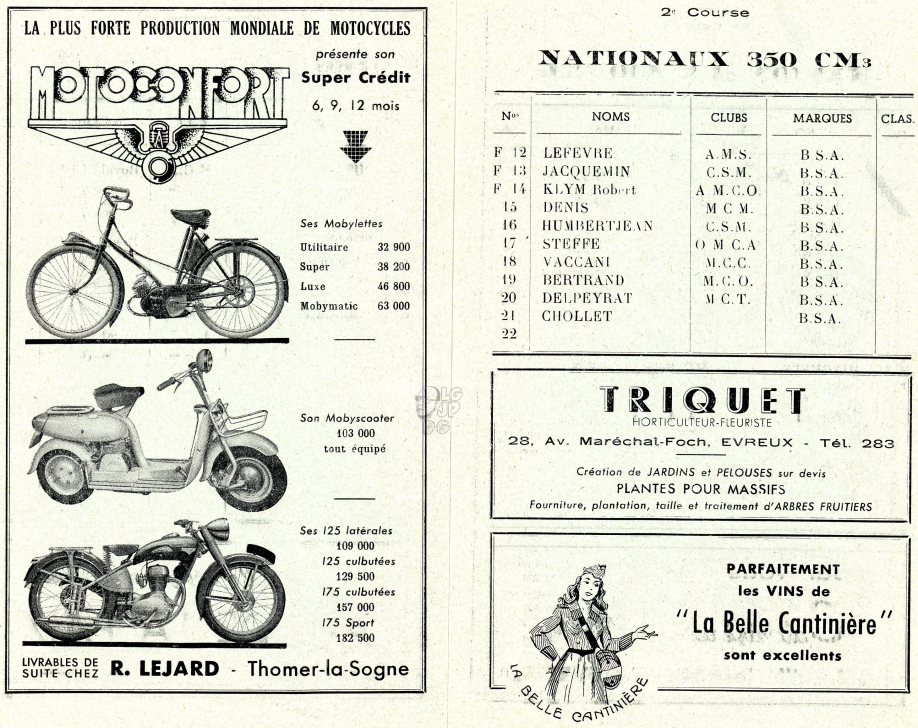 LA PLUS FORTE PRODUCTION MONDIALE DE MOTOCYCLES
MOTOCONFORT
présente son
Super Crédit
6, 9, 12 mois
Ses Mobylettes
Utilitaire 32 900
Super 38 200
Luxe 46 800
Mobymatic 63 000
Son Mobyscooter
103 000
tout équipé
Ses 125 latérales
109 000
125 culbutées
129 500
175 culbutées
157 000
175 Sport
182 500
LIVRABLES DE
SUITE CHEZ R. LEJARD - Thomer-la-Sogne
2e Course
NATIONAUX 350 CM3
Nos NOMS CLUBS MARQUES CLAS.
F 12 LEFEVRE A.M.S. B.S.A.
F 13 JACQUEMIN C.S.M. B.S.A.
F 14 KLYM Robert A M.C.O. B.S.A.
15 DENIS M C M. B.S.A.
16 HUMBERTJEAN C.S.M. B.S.A.
17 STEFFE O M C A B.S.A.
18 VACCANI M.C.C. B.S.A.
19 BERTRAND M.C.O. B.S.A.
20 DELPEYRAT M C.T. B.S.A.
21 CHOLLET B.S.A.
22
TRIQUET
HORTICULTEUR-FLEURISTE
28, Av. Maréchal-Foch, EVREUX - Tél. 283
Création de JARDINS et PELOUSES sur devis
PLANTES POUR MASSIFS
Fourniture, plantation, taille et traitement d'ARBRES FRUITIERS
PARFAITEMENT
les VINS de
"La Belle Cantinière"
sont excellents
LA BELLE CANTINIÈRE